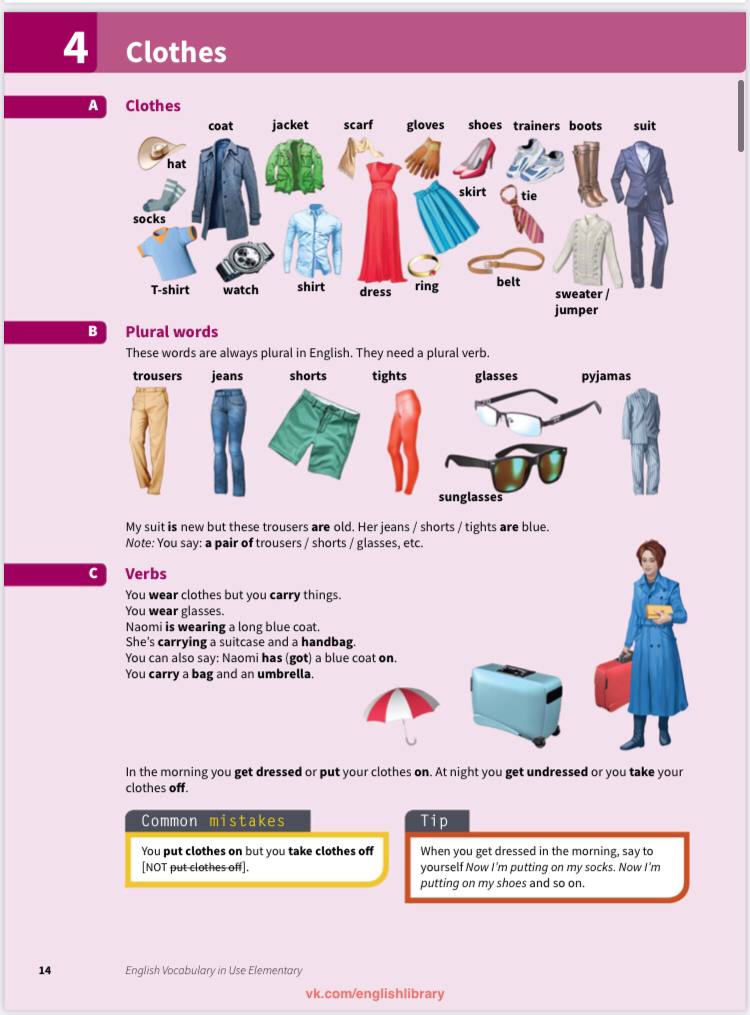 4 Clothes
A Clothes
coat jacket scarf gloves shoes trainers boots suit
hat
skirt tie
socks
T-shirt watch shirt dress ring belt
sweater /
jumper
B Plural words
These words are always plural in English. They need a plural verb.
trousers jeans shorts tights glasses pyjamas
sunglasses
My suit is new but these trousers are old. Her jeans / shorts / tights are blue.
Note: You say: a pair of trousers / shorts / glasses, etc.
C Verbs
You wear clothes but you carry things.
You wear glasses.
Naomi is wearing a long blue coat.
She's carrying a suitcase and a handbag.
You can also say: Naomi has (got) a blue coat on.
You carry a bag and an umbrella.
In the morning you get dressed or put your clothes on. At night you get undressed or you take your
clothes off.
Common mistakes
You put clothes on but you take clothes off
[NOT put clothes off].
Tip
When you get dressed in the morning, say to
yourself Now I'm putting on my socks. Now I'm
putting on my shoes and so on.
14 English Vocabulary in Use Elementary
vk.com/englishlibrary